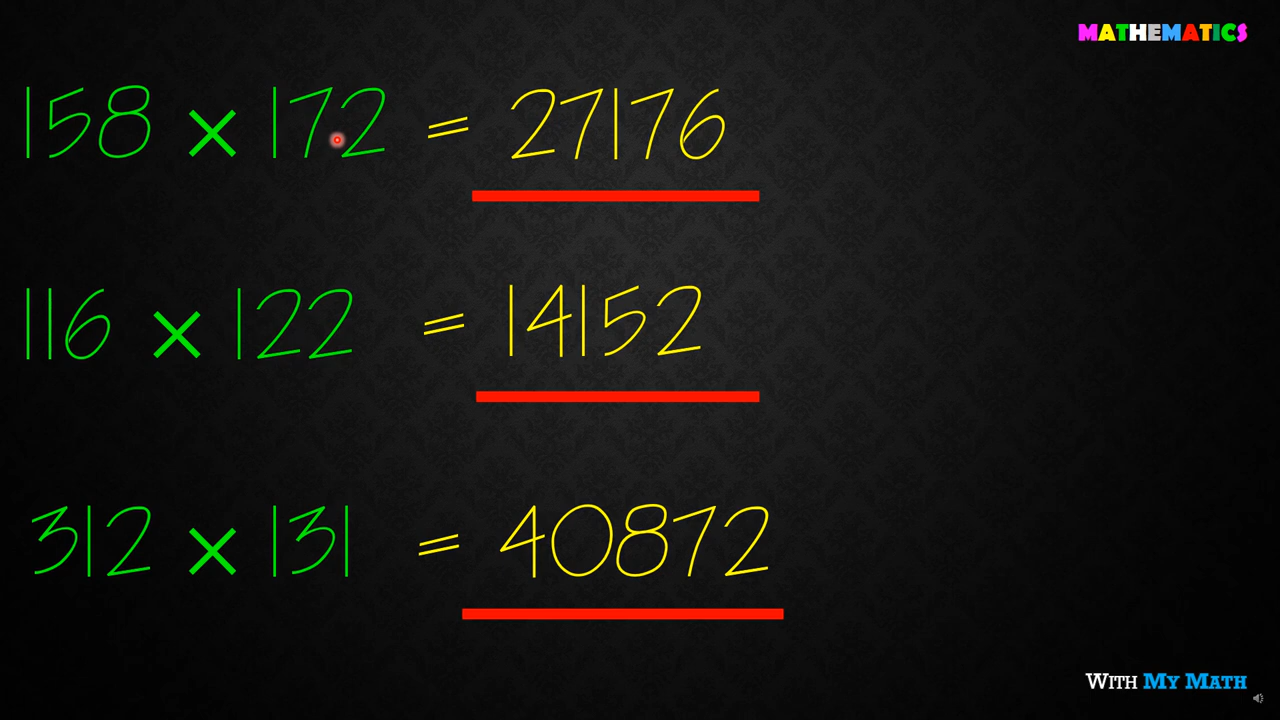 MATHEMATICS
158 × 172 = 27176
116 × 122 = 14152
312 × 131 = 40872
WITH MY MATH